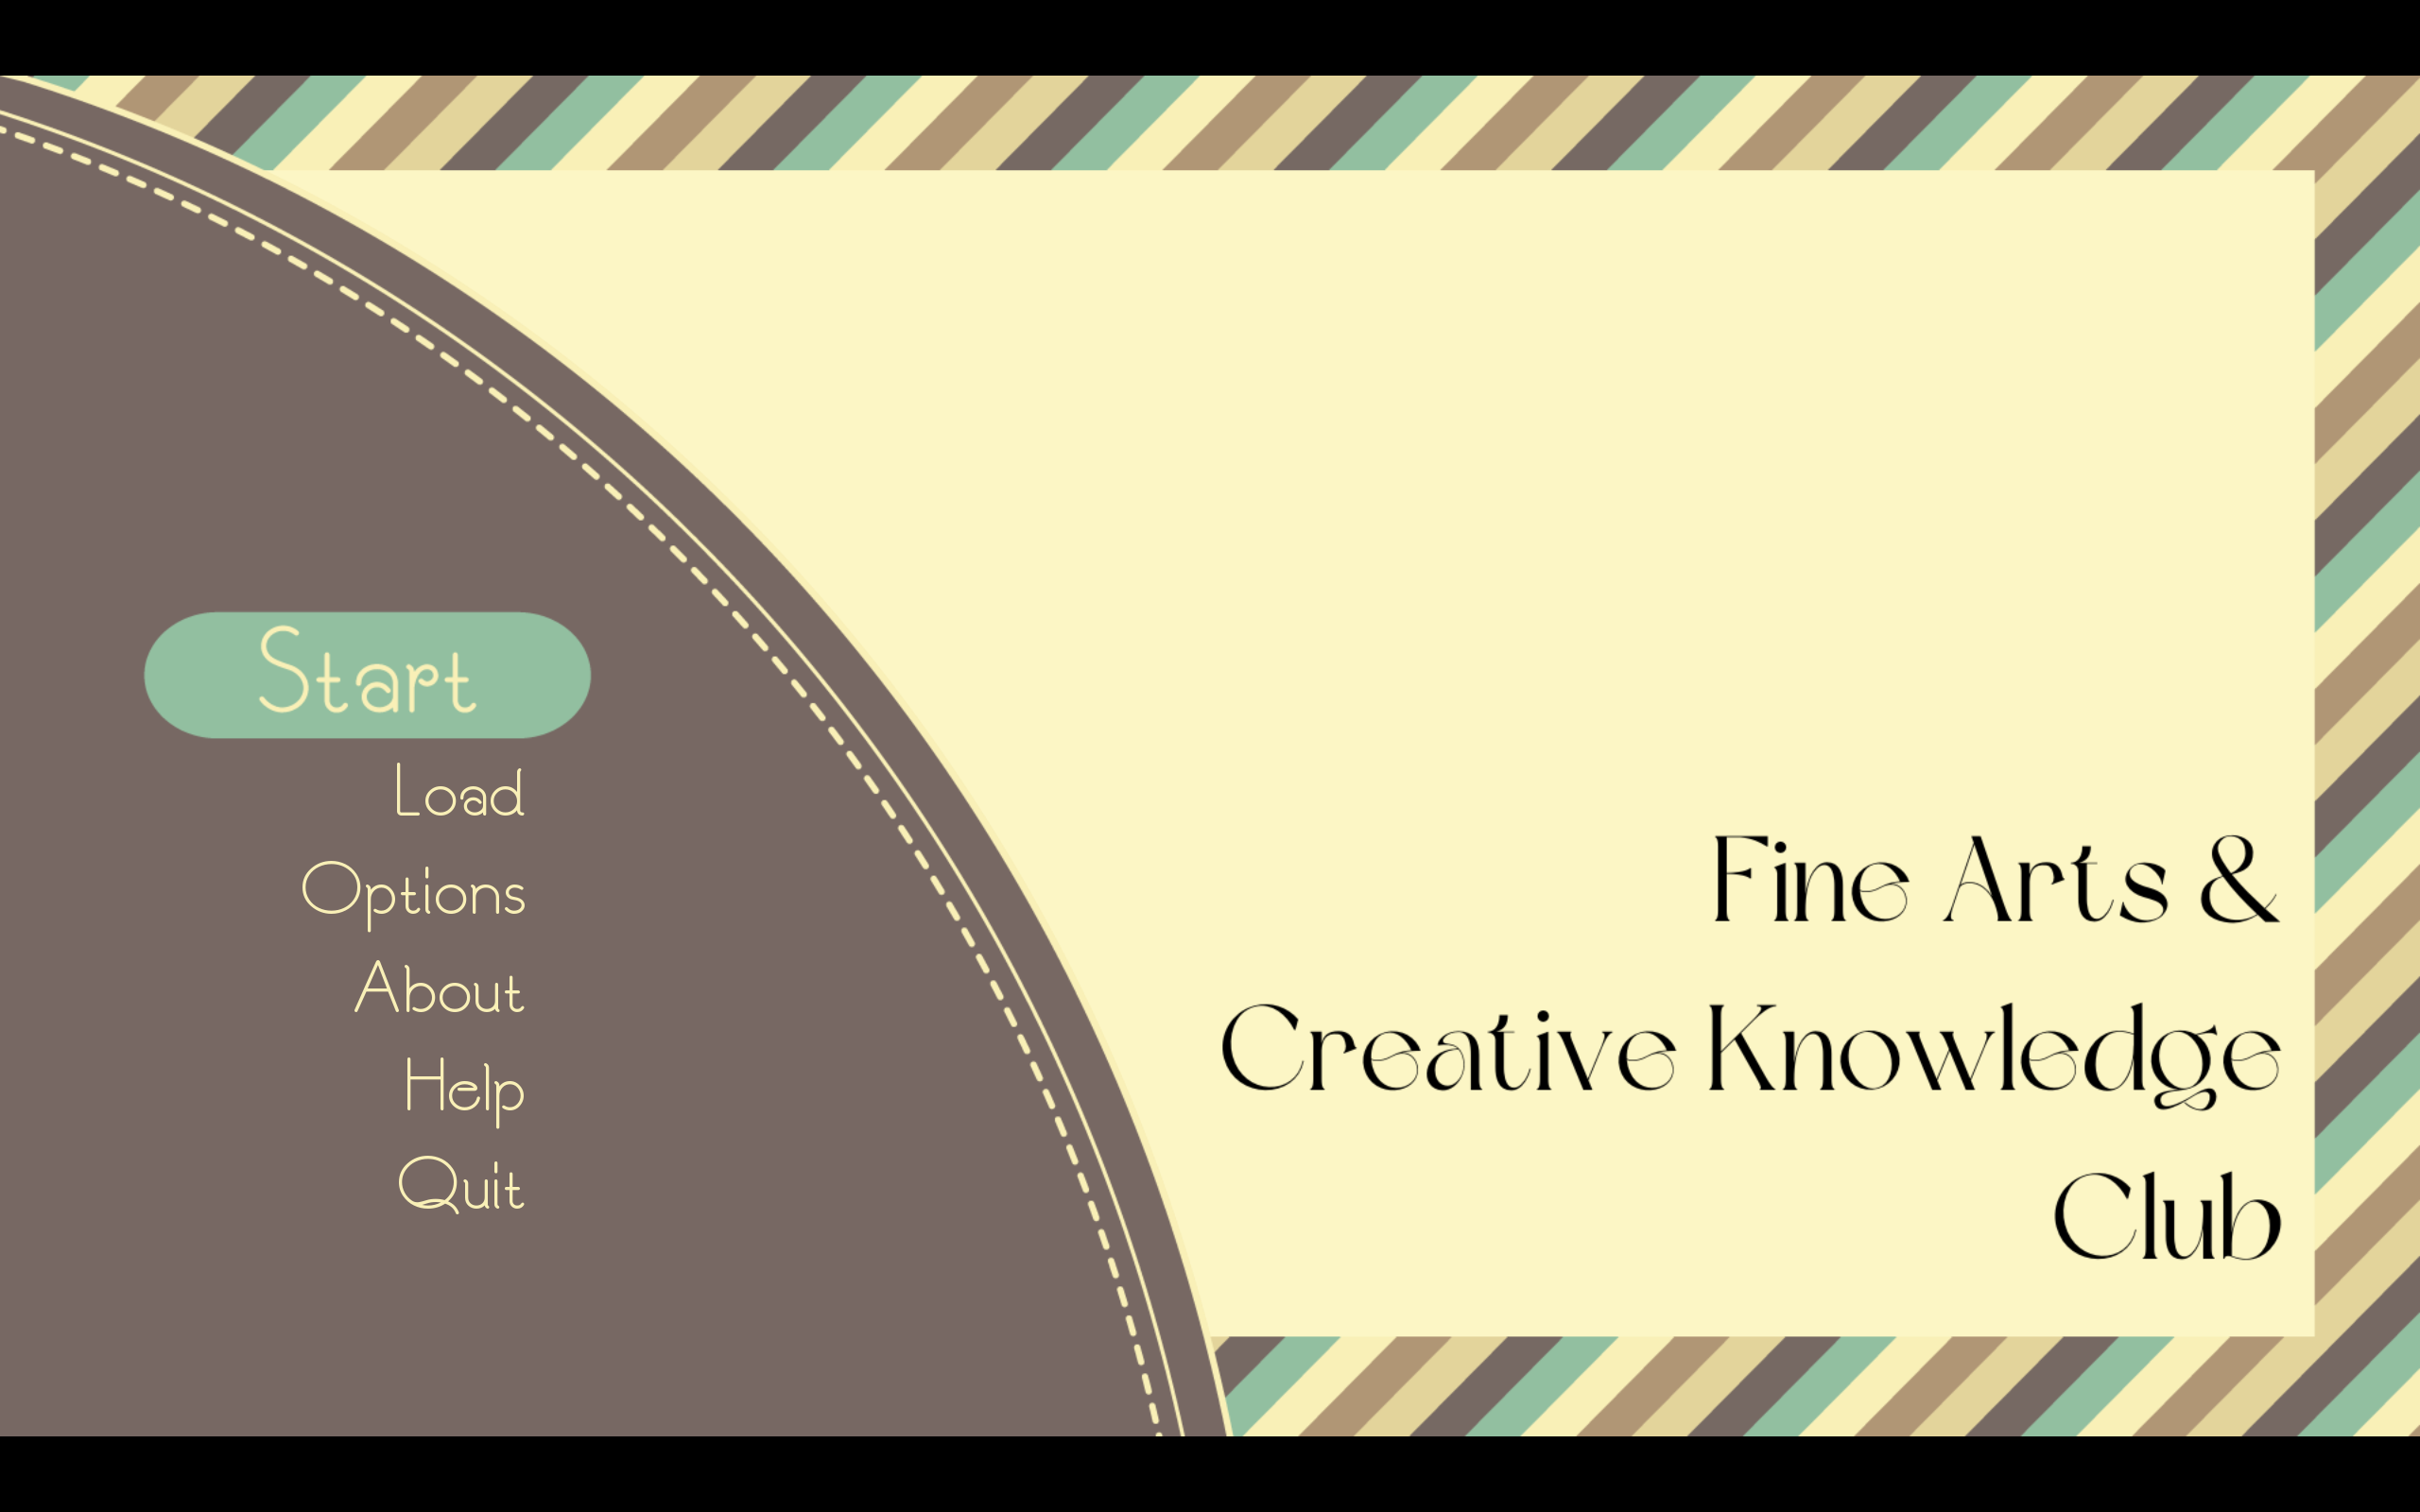 Start
Load
Options
About
Help
Quit
Fine Arts &
Creative Knowledge
Club